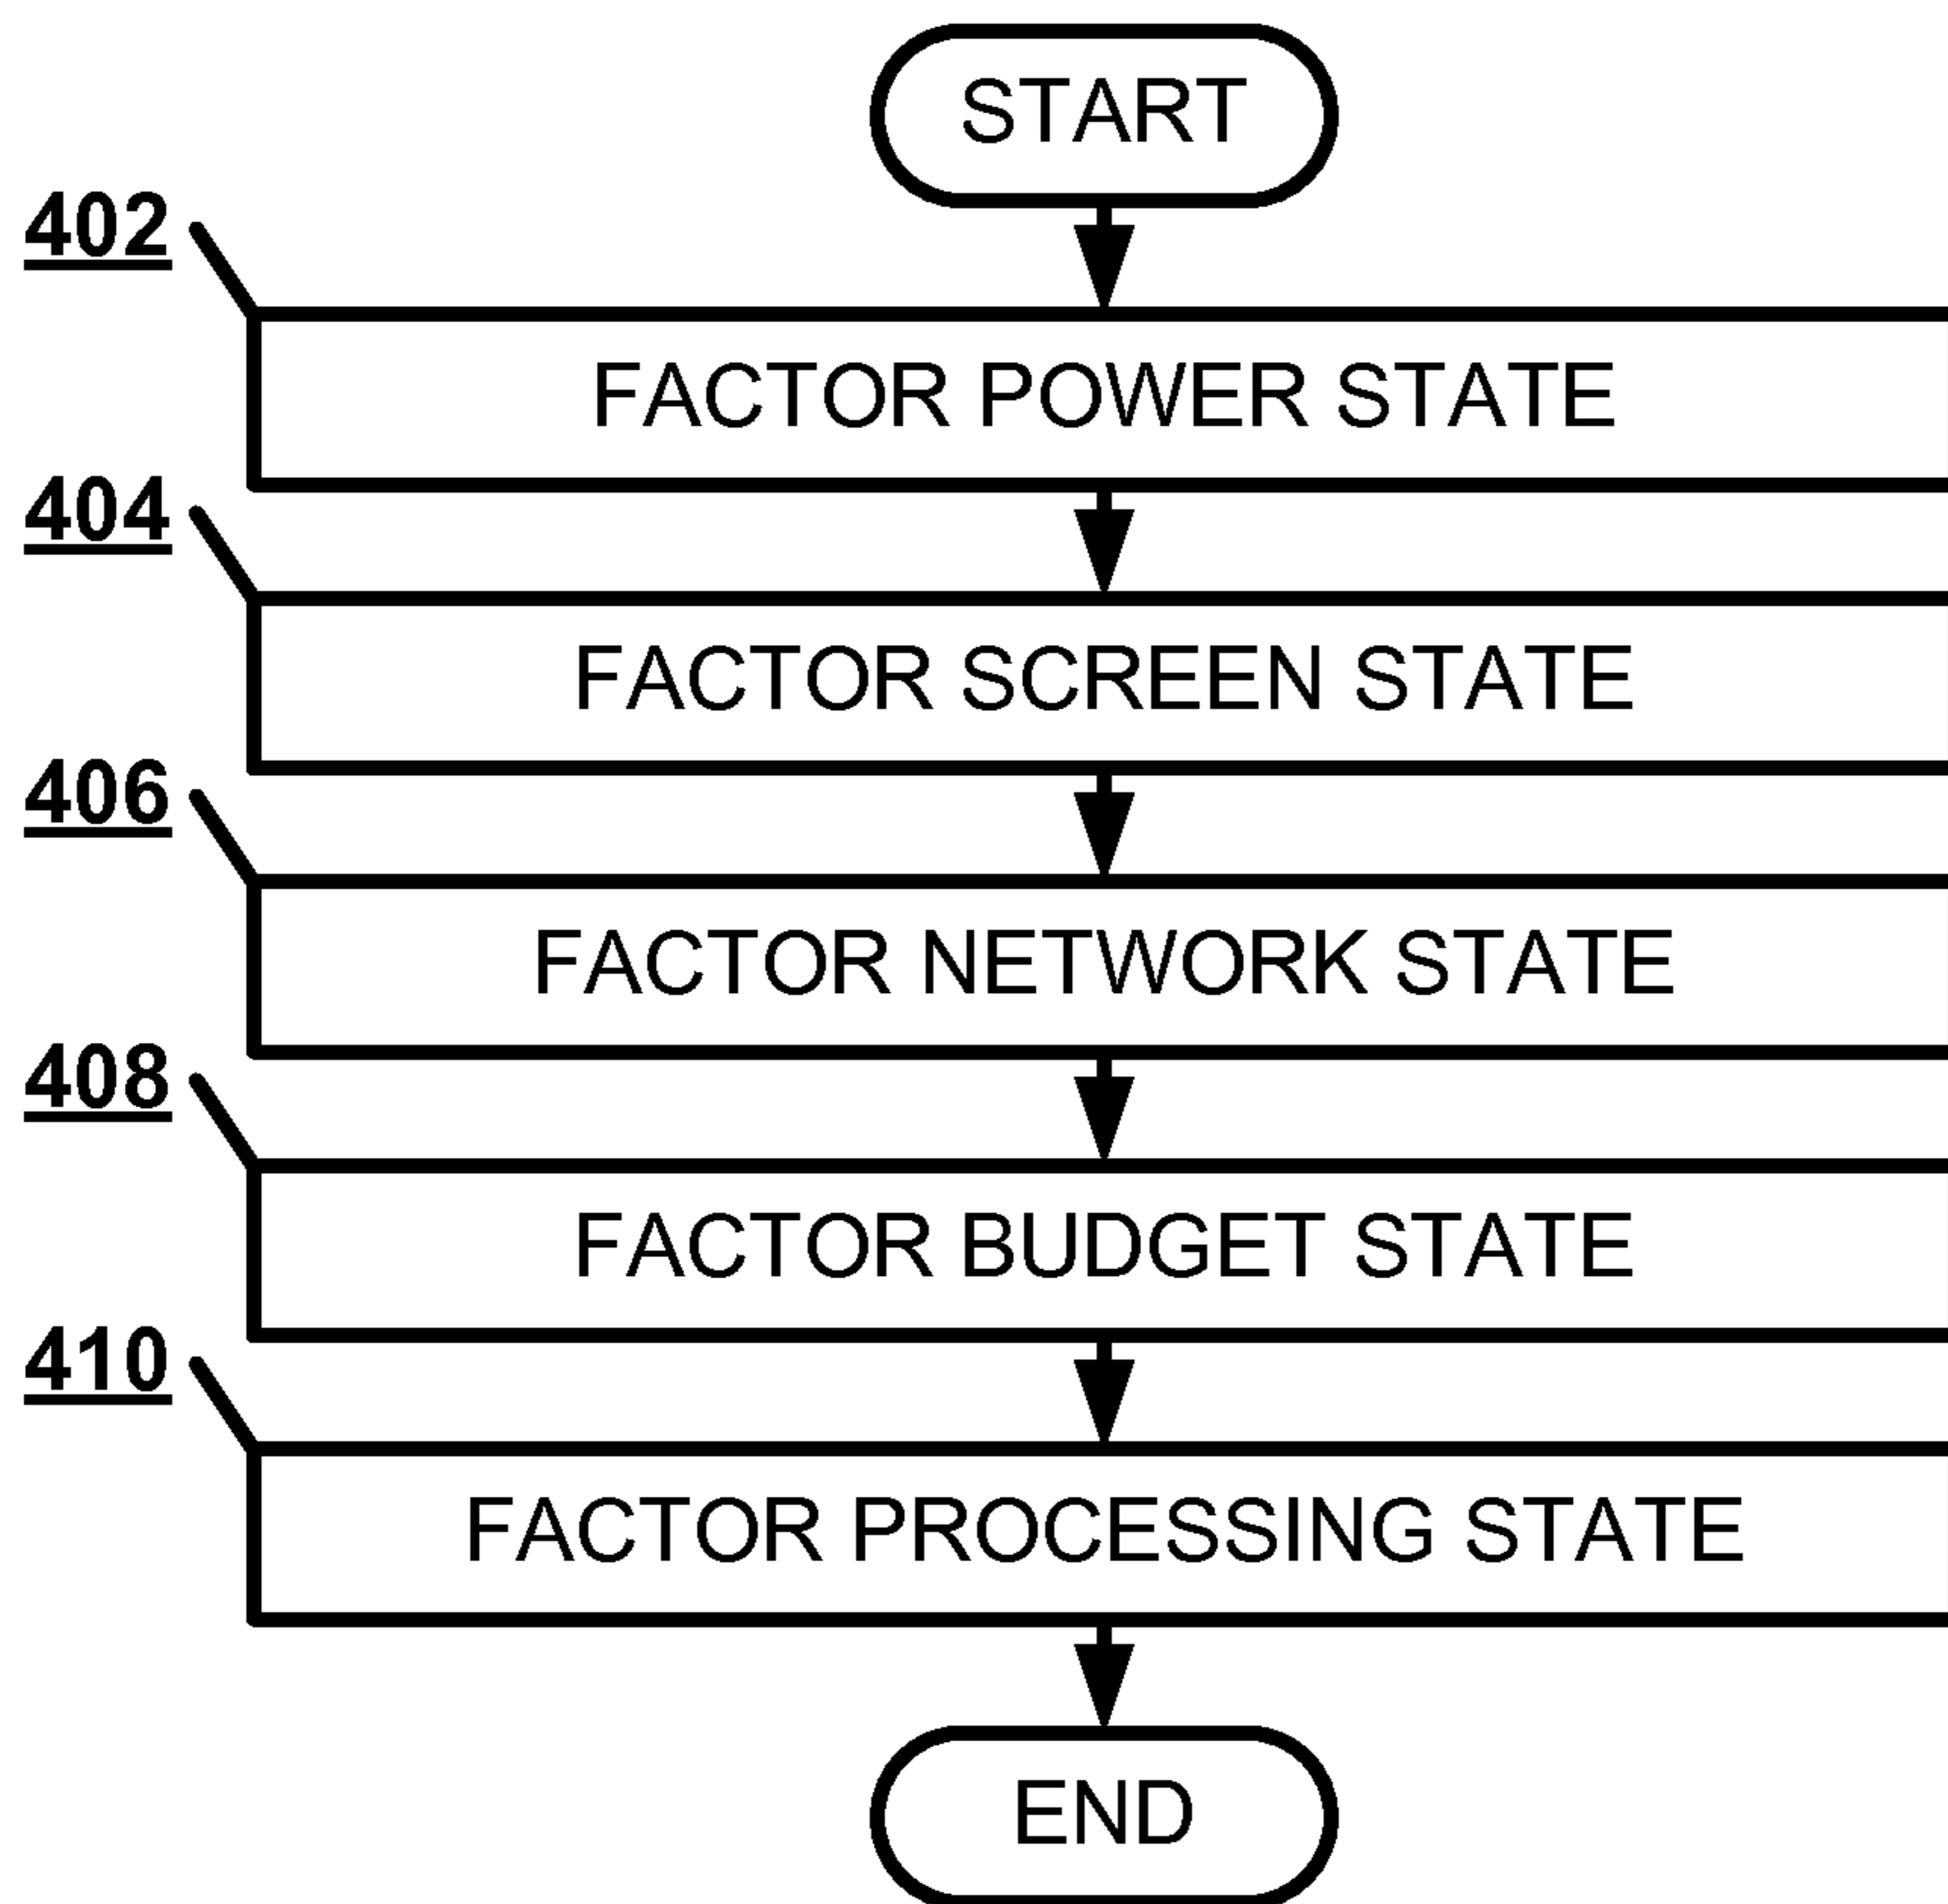 START
402
FACTOR POWER STATE
404
FACTOR SCREEN STATE
406
FACTOR NETWORK STATE
408
FACTOR BUDGET STATE
410
FACTOR PROCESSING STATE
END